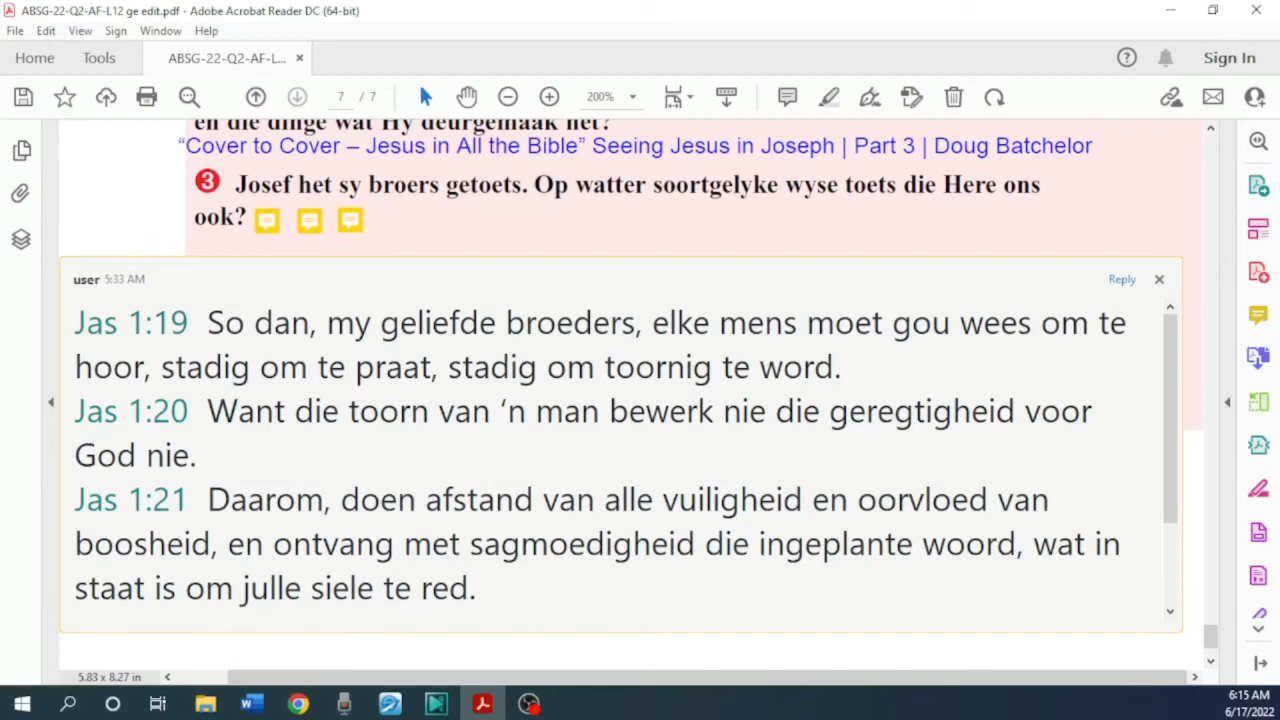 ABSG-22-Q2-AF-L12 ge edit.pdf - Adobe Acrobat Reader DC (64-bit)
File Edit View Sign Window Help
Home Tools ABSG-22-Q2-AF-L... × Sign In
7 / 7 200%
en die dinge wat Hy deurgemaak het?
“Cover to Cover – Jesus in All the Bible” Seeing Jesus in Joseph | Part 3 | Doug Batchelor
3 Josef het sy broers getoets. Op watter soortgelyke wyse toets die Here ons
ook?
user 5:33 AM Reply
Jas 1:19 So dan, my geliefde broeders, elke mens moet gou wees om te
hoor, stadig om te praat, stadig om toornig te word.
Jas 1:20 Want die toorn van ‘n man bewerk nie die geregtigheid voor
God nie.
Jas 1:21 Daarom, doen afstand van alle vuiligheid en oorvloed van
boosheid, en ontvang met sagmoedigheid die ingeplante woord, wat in
staat is om julle siele te red.
5.83 x 8.27 in
6:15 AM
6/17/2022